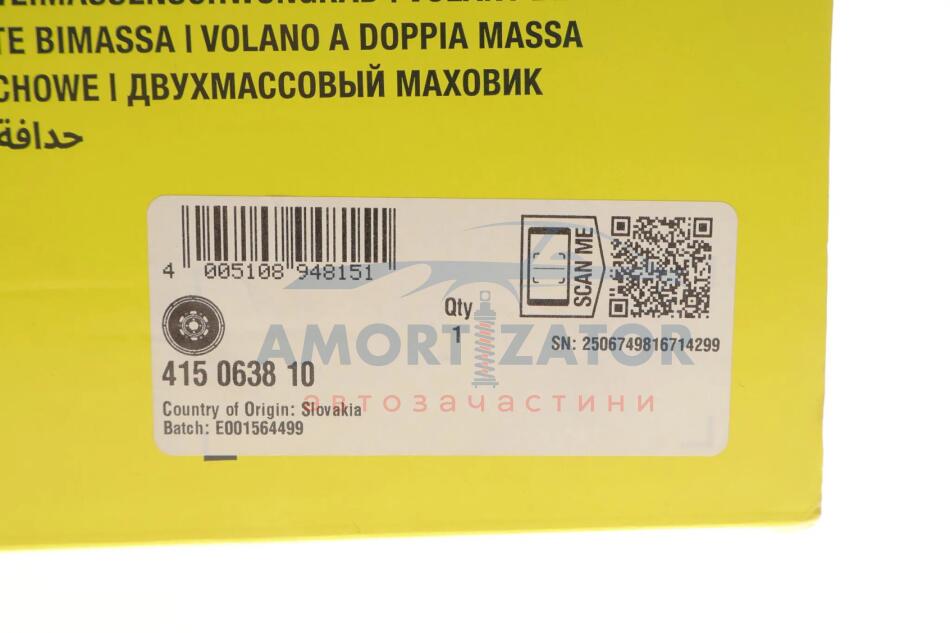 TE BIMASSA | VOLANO A DOPPIA MASSA
CHOWE | ДВУХМАССОВЫЙ МАХОВИК
حدافة
4 005108 948151
SCAN ME
Qty
1
SN: 2506749816714299
AMORTIZATOR
автозачастини
415 0638 10
Country of Origin: Slovakia
Batch: E001564499